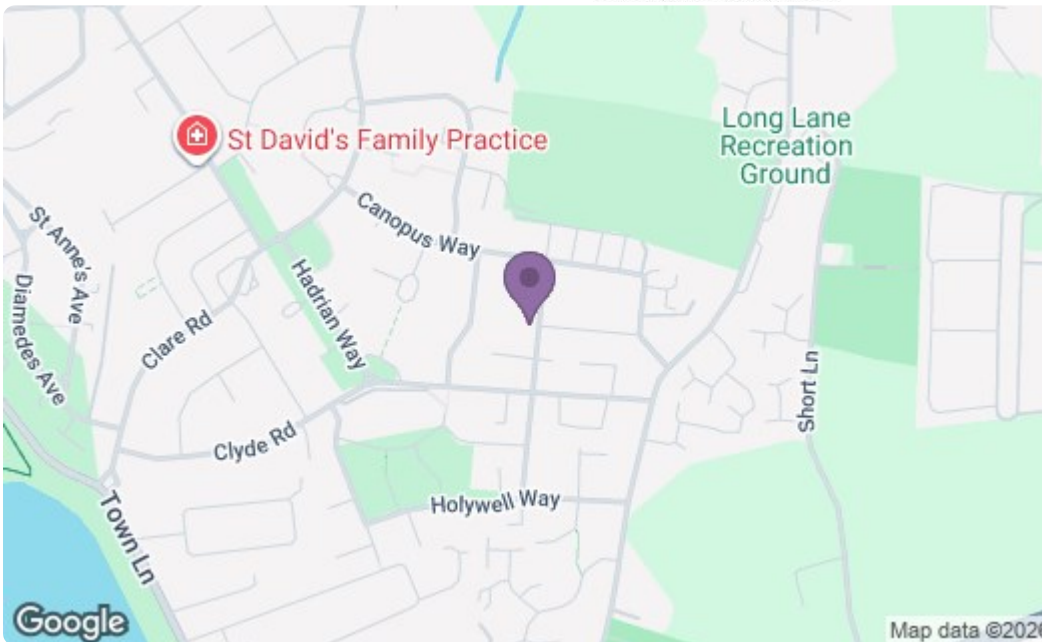 Long Lane
Recreation
Ground
St David's Family Practice
Canopus Way
St Anne's Ave
Hadrian Way
Diamedes Ave
Clare Rd
Short Ln
Clyde Rd
Holywell Way
Town Ln
Google
Map data ©2026